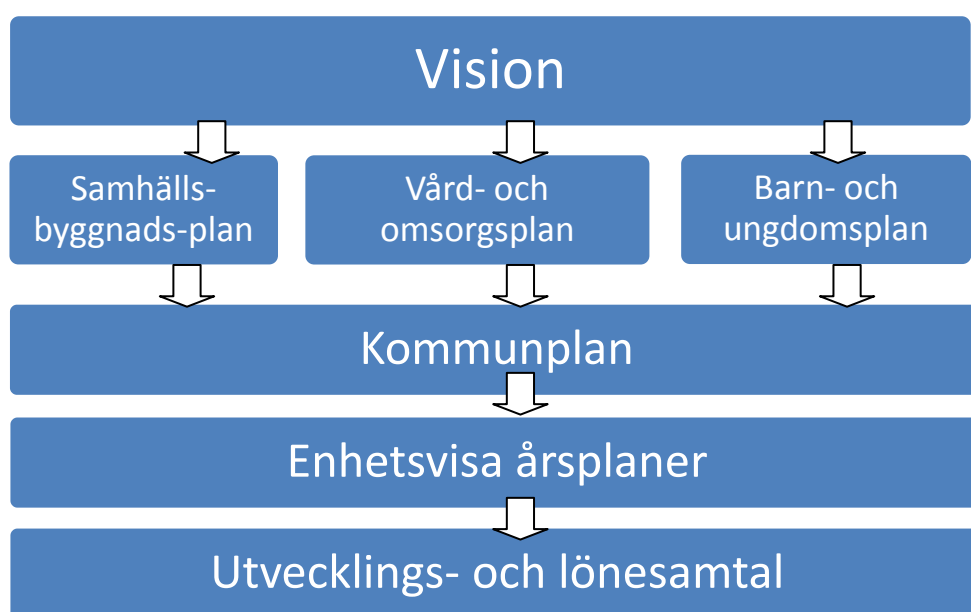 Vision
Samhälls-
byggnads-plan
Vård- och
omsorgsplan
Barn- och
ungdomsplan
Kommunplan
Enhetsvisa årsplaner
Utvecklings- och lönesamtal